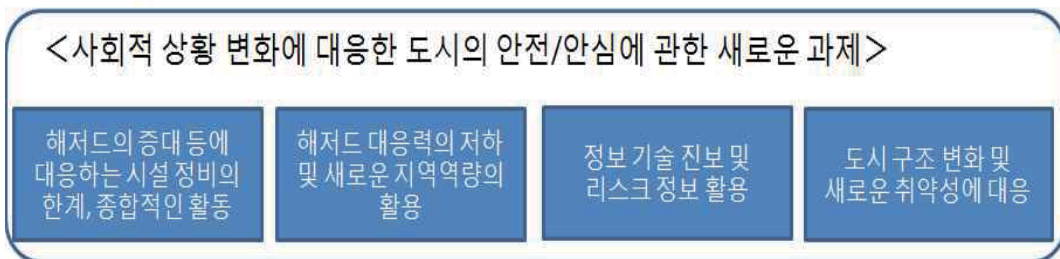 <사회적 상황 변화에 대응한 도시의 안전/안심에 관한 새로운 과제>
해저드의 증대 등에
대응하는 시설 정비의
한계, 종합적인 활동
해저드 대응력의 저하
및 새로운 지역역량의
활용
정보 기술 진보 및
리스크 정보 활용
도시 구조 변화 및
새로운 취약성에 대응